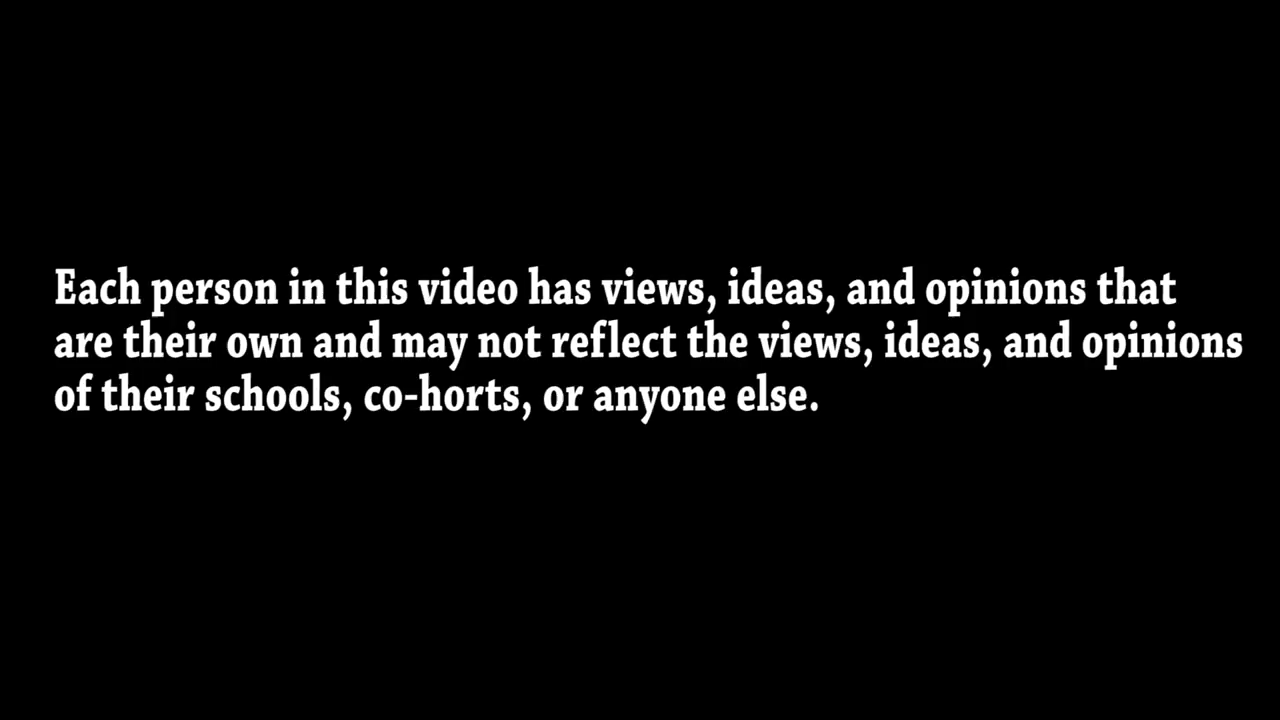 Each person in this video has views, ideas, and opinions that
are their own and may not reflect the views, ideas, and opinions
of their schools, co-horts, or anyone else.